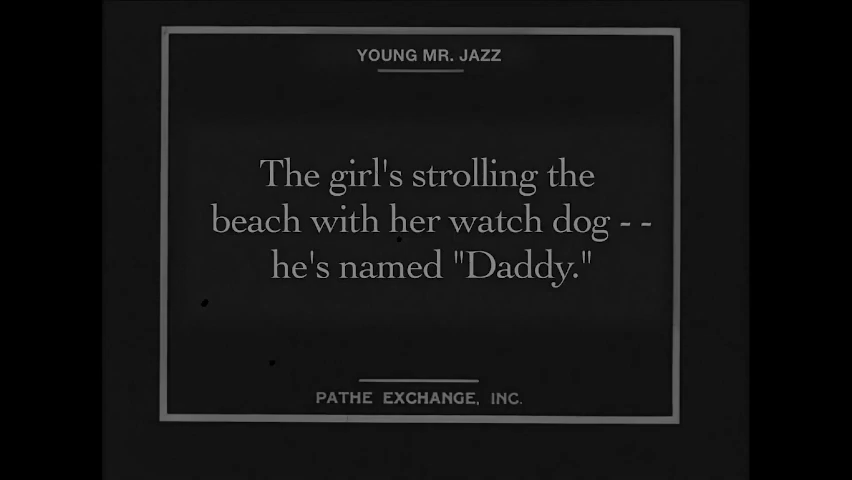 YOUNG MR. JAZZ
The girl's strolling the
beach with her watch dog - -
he's named "Daddy."
PATHE EXCHANGE, INC.